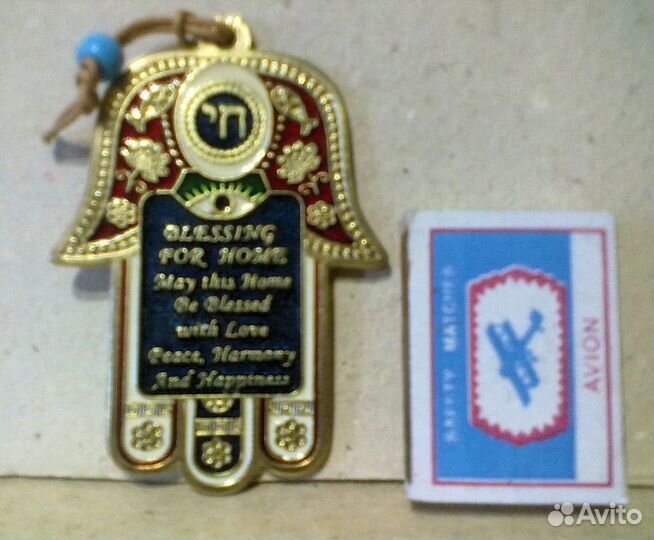 חי
BLESSING
FOR HOME
May this Home
Be Blessed
with Love
Peace, Harmony
And Happiness
SAFETY MATCHES
AVION
Avito